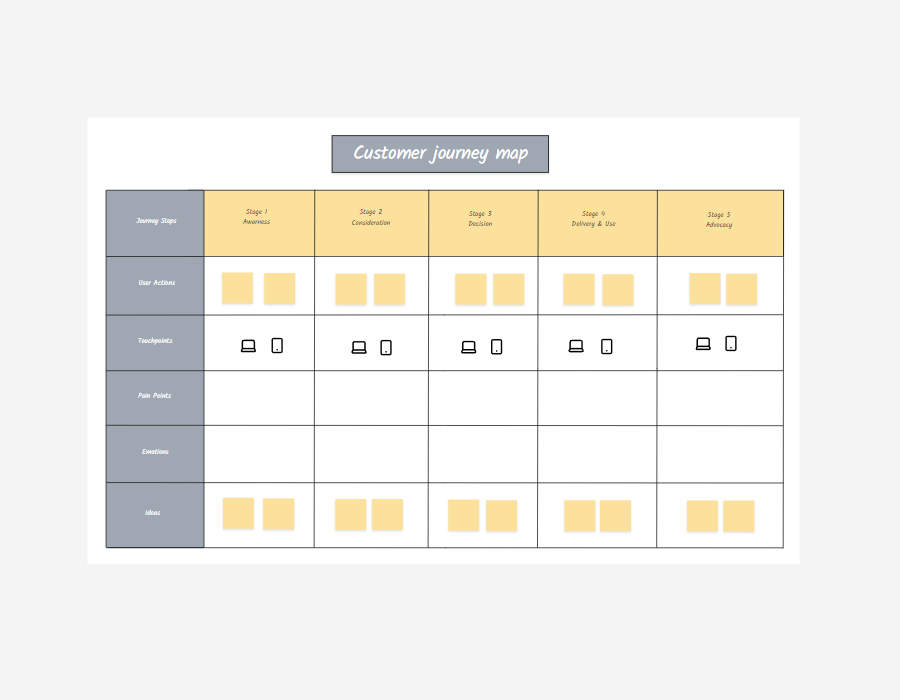 Customer journey map
Journey Steps
Stage 1
Awarness
Stage 2
Consideration
Stage 3
Decision
Stage 4
Delivery & Use
Stage 5
Advocacy
User Actions
Touchpoints
Pain Points
Emotions
Ideas